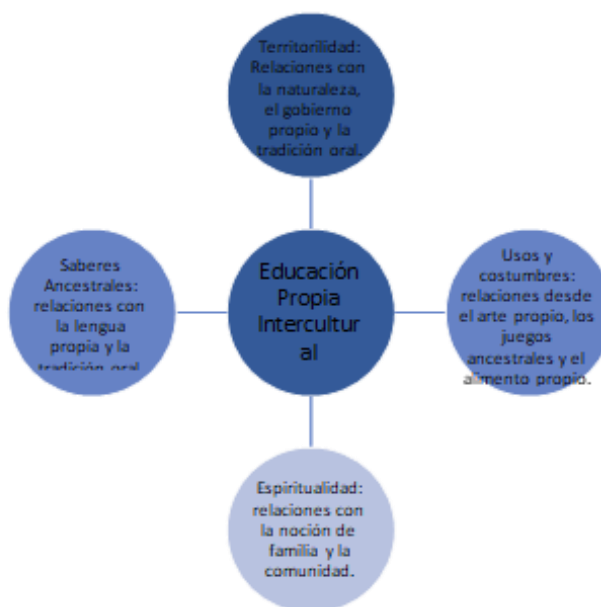 Territorilidad:
Relaciones con
la naturaleza,
el gobierno
propio y la
tradición oral.
Saberes
Ancestrales:
relaciones con
la lengua
propia y la
tradición oral
Educación
Propia
Intercultur
al
Usos y
costumbres:
relaciones desde
el arte propio, los
juegos
ancestrales y el
alimento propio.
Espiritualidad:
relaciones con
la noción de
familia y la
comunidad.